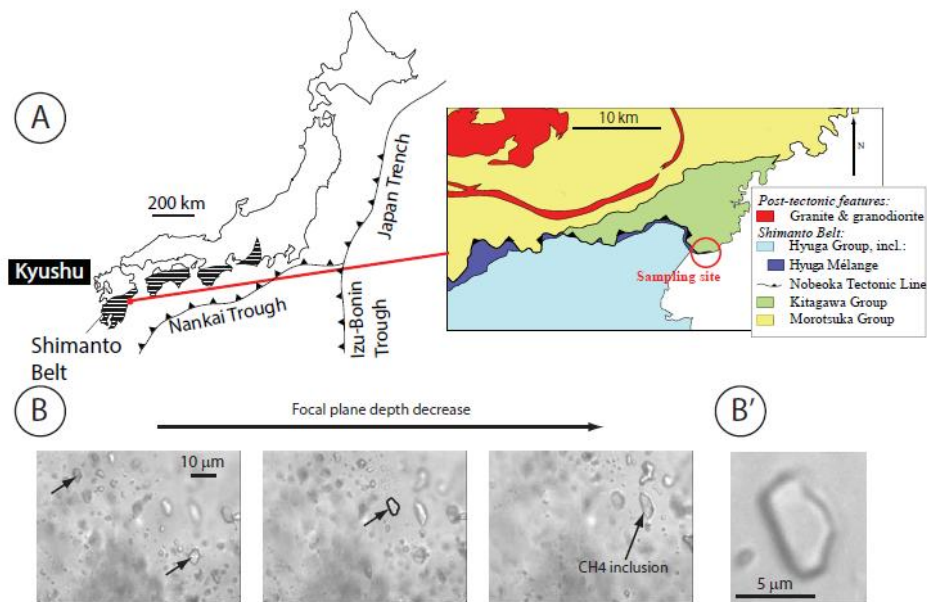 A
200 km
Japan Trench
Kyushu
Nankai Trough
Izu-Bonin
Trough
Shimanto
Belt
10 km
N
Sampling site
Post-tectonic features:
Granite & granodiorite
Shimanto Belt:
Hyuga Group, incl.:
Hyuga Mélange
Nobeoka Tectonic Line
Kitagawa Group
Morotsuka Group
B
Focal plane depth decrease
B'
10 µm
CH4 inclusion
5 µm